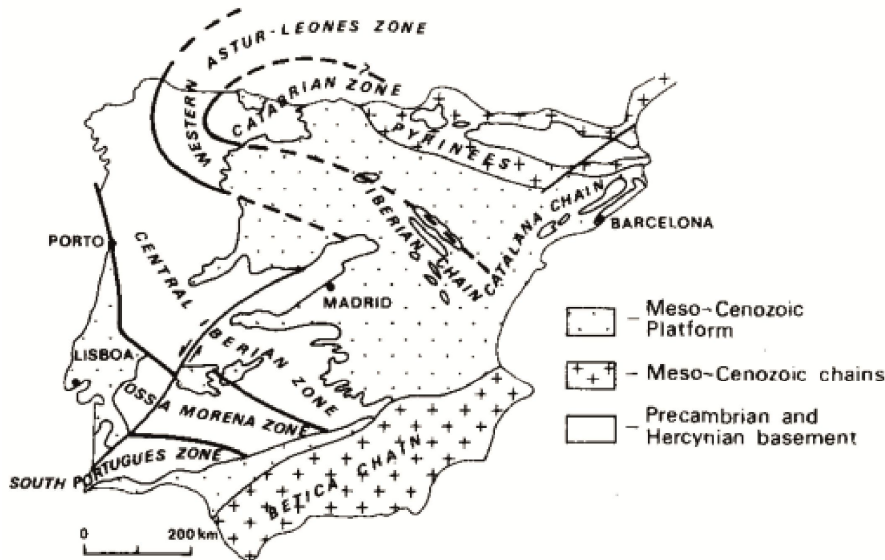 WESTERN ASTUR-LEONES ZONE
?
CATABRIAN ZONE
PYRINEES
IBERIAN CHAIN
CATALANA CHAIN
BARCELONA
PORTO
CENTRAL IBERIAN ZONE
MADRID
LISBOA
OSSA MORENA ZONE
SOUTH PORTUGUES ZONE
BETICA CHAIN
0 200 km
– Meso-Cenozoic
Platform
– Meso-Cenozoic chains
– Precambrian and
Hercynian basement